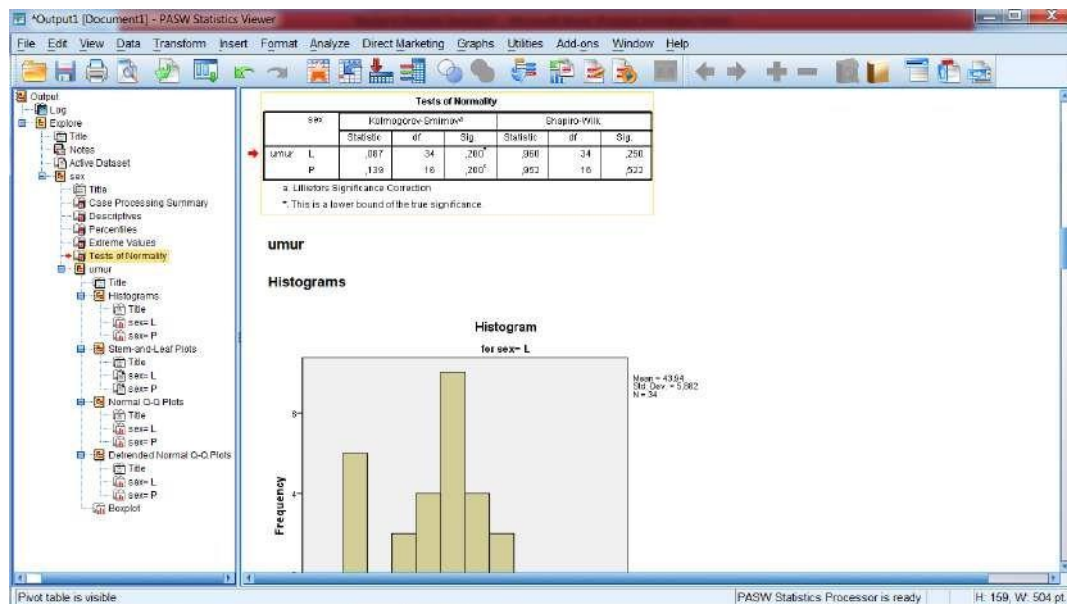 *Output1 [Document1] - PASW Statistics Viewer
File Edit View Data Transform Insert Format Analyze Direct Marketing Graphs Utilities Add-ons Window Help
Output
Log
Explore
Title
Notes
Active Dataset
sex
Title
Case Processing Summary
Descriptives
Percentiles
Extreme Values
Tests of Normality
umur
Title
Histograms
Title
sex= L
sex= P
Stem-and-Leaf Plots
Title
sex= L
sex= P
Normal Q-Q Plots
Title
sex= L
sex= P
Detrended Normal Q-Q Plots
Title
sex= L
sex= P
Boxplot
Tests of Normality
sex Kolmogorov-Smirnov Shapiro-Wilk
Statistic df Sig. Statistic df Sig.
umur L 34 ,200* 34
P ,139 16 16
a. Lilliefors Significance Correction
*. This is a lower bound of the true significance.
umur
Histograms
Histogram
for sex= L
Mean = 43,94
Std. Dev. = 5,882
N = 34
8
4
Frequency
Pivot table is visible
PASW Statistics Processor is ready
H: 159, W: 504 pt.